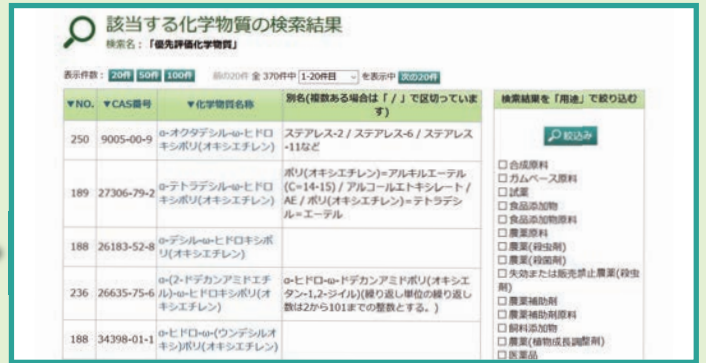 該当する化学物質の検索結果
検索名：「優先評価化学物質」
表示件数： 20件 50件 100件 前の20件 全 370件中 1-20件目 を表示中 次の20件
▼NO. ▼CAS番号 ▼化学物質名称 別名(複数ある場合は「 / 」で区切っていま
す)
250 9005-00-9 α-オクタデシル-ω-ヒドロ
キシポリ(オキシエチレン)
ステアレス-2 / ステアレス-6 / ステアレス
-11など
189 27306-79-2 α-テトラデシル-ω-ヒドロ
キシポリ(オキシエチレン)
ポリ(オキシエチレン)=アルキルエーテル
(C=14-15) / アルコールエトキシレート /
AE / ポリ(オキシエチレン)=テトラデシ
ル=エーテル
188 26183-52-8 α-デシル-ω-ヒドロキシポ
リ(オキシエチレン)
236 26635-75-6 α-(2-ドデカンアミドエチ
ル)-ω-ヒドロキシポリ(オ
キシエチレン)
α-ヒドロ-ω-ドデカンアミドポリ(オキシエ
タン-1,2-ジイル)(繰り返し単位の繰り返し
数は2から101までの整数とする。)
188 34398-01-1 α-ヒドロ-ω-(ウンデシルオ
キシ)ポリ(オキシエチレン)
検索結果を「用途」で絞り込む
絞込み
合成原料
ガムベース原料
試薬
食品添加物
食品添加物原料
農薬原料
農薬(殺虫剤)
農薬(殺菌剤)
失効または販売禁止農薬(殺虫
剤)
農薬補助剤
農薬補助剤原料
飼料添加物
農薬(植物成長調整剤)
医薬品